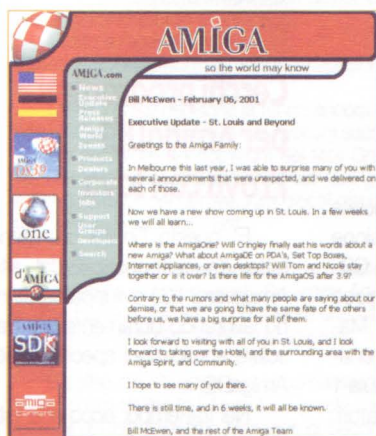 AMIGA
so the world may know
AMIGA.com
News
Executive
Update
Press
Releases
Amiga
World
Zenith
Products
Dealers
Corporate
Investors
Jobs
Support
User
Groups
Developers
Search
AMIGA
OS3.9
one
d'AMIGA
AMIGA
SDK
amiga
Bill McEwen - February 06, 2001
Executive Update - St. Louis and Beyond
Greetings to the Amiga Family:
In Melbourne this last year, I was able to surprise many of you with
several announcements that were unexpected, and we delivered on
each of those.
Now we have a new show coming up in St. Louis. In a few weeks
we will all learn...
Where is the AmigaOne? Will Cringley finally eat his words about a
new Amiga? What about AmigaDE on PDA's, Set Top Boxes,
Internet Appliances, or even desktops? Will Tom and Nicole stay
together or is it over? Is there life for the AmigaOS after 3.9?
Contrary to the rumors and what many people are saying about our
demise, or that we are going to have the same fate of the others
before us, we have a big surprise for all of them.
I look forward to visiting with all of you in St. Louis, and I look
forward to taking over the Hotel, and the surrounding area with the
Amiga Spirit, and Community.
I hope to see many of you there.
There is still time, and in 6 weeks, it will all be known.
Bill McEwen, and the rest of the Amiga Team